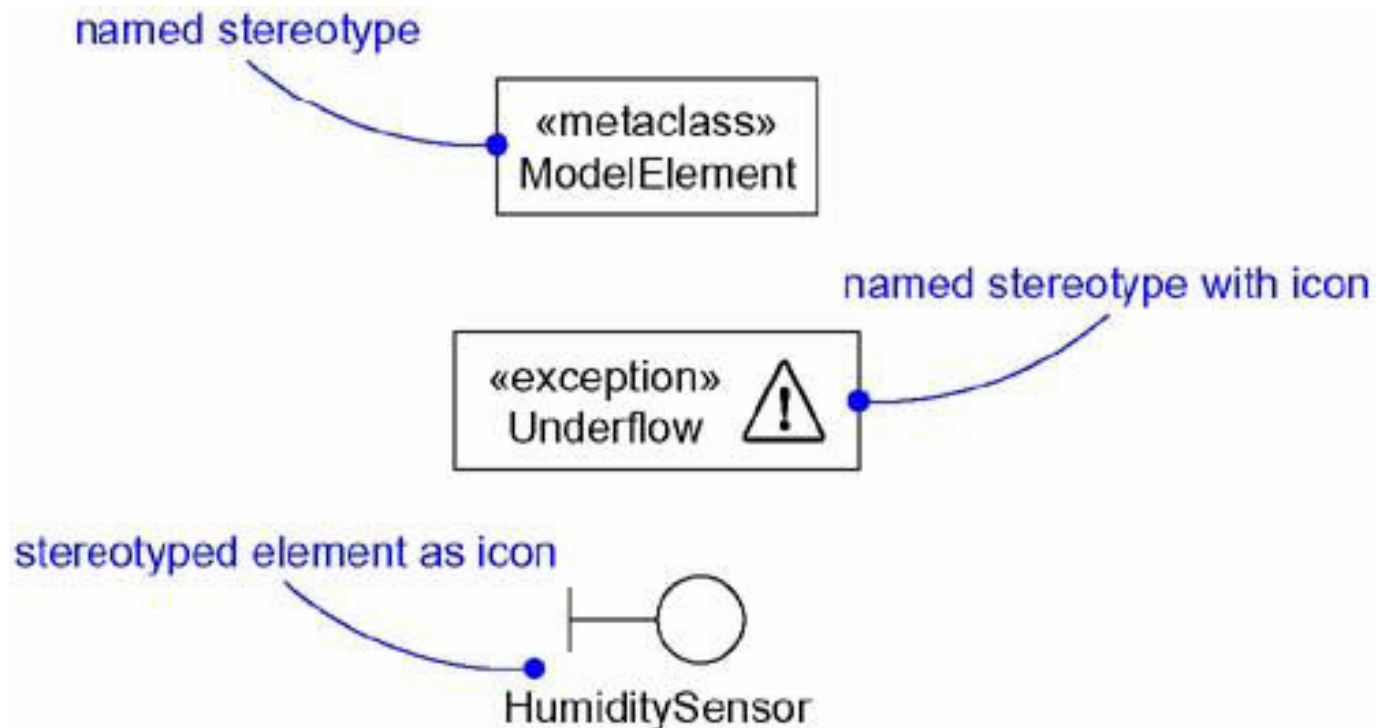 named stereotype
«metaclass»
ModelElement
named stereotype with icon
«exception»
Underflow
!
stereotyped element as icon
HumiditySensor